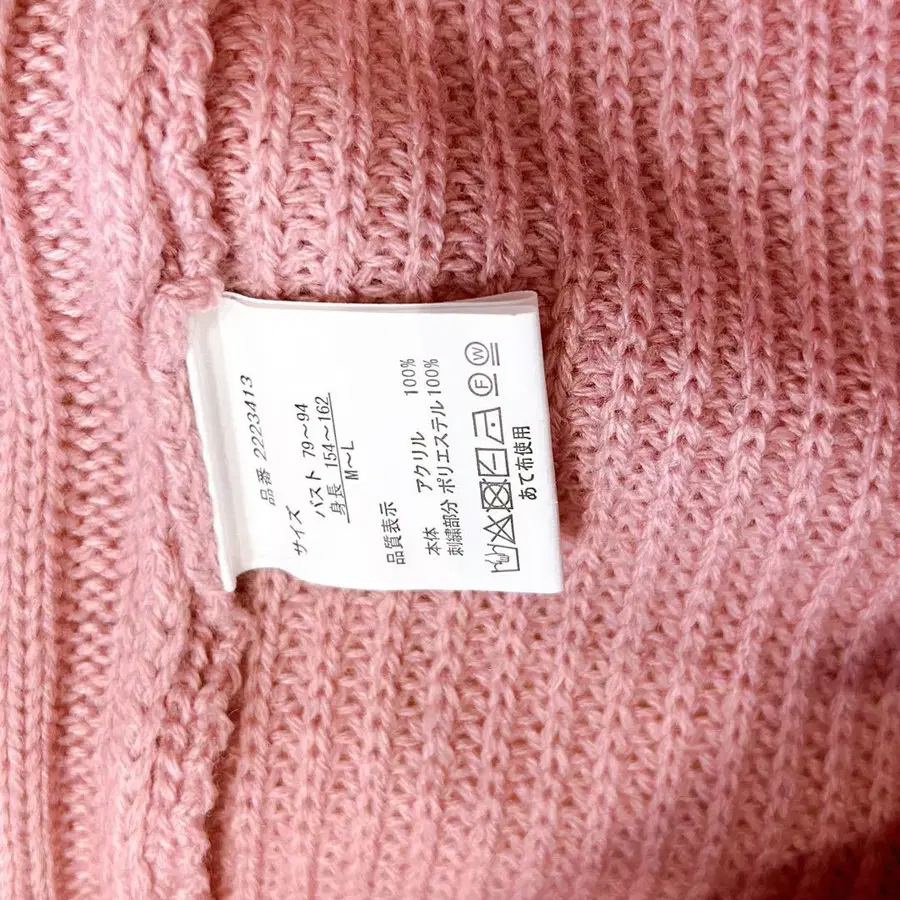 品番 2223413
サイズ
バスト 79〜94
身長 154〜162
M〜L
品質表示
本体 アクリル 100%
刺繍部分 ポリエステル 100%
F W
あて布使用